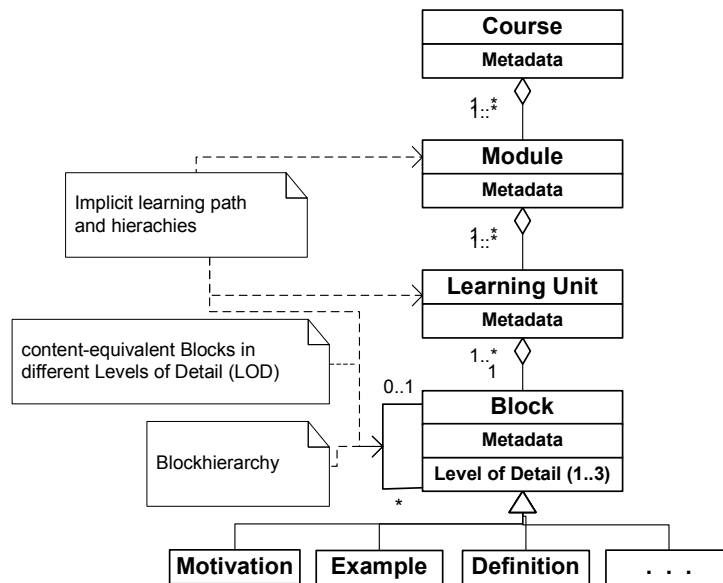 Course
Metadata
1..*
1::*
Module
Metadata
Implicit learning path
and hierachies
1..*
1::*
Learning Unit
Metadata
content-equivalent Blocks in
different Levels of Detail (LOD)
1..*
1
0..1
Block
Metadata
Level of Detail (1..3)
Blockhierarchy
*
Motivation
Example
Definition
. . .